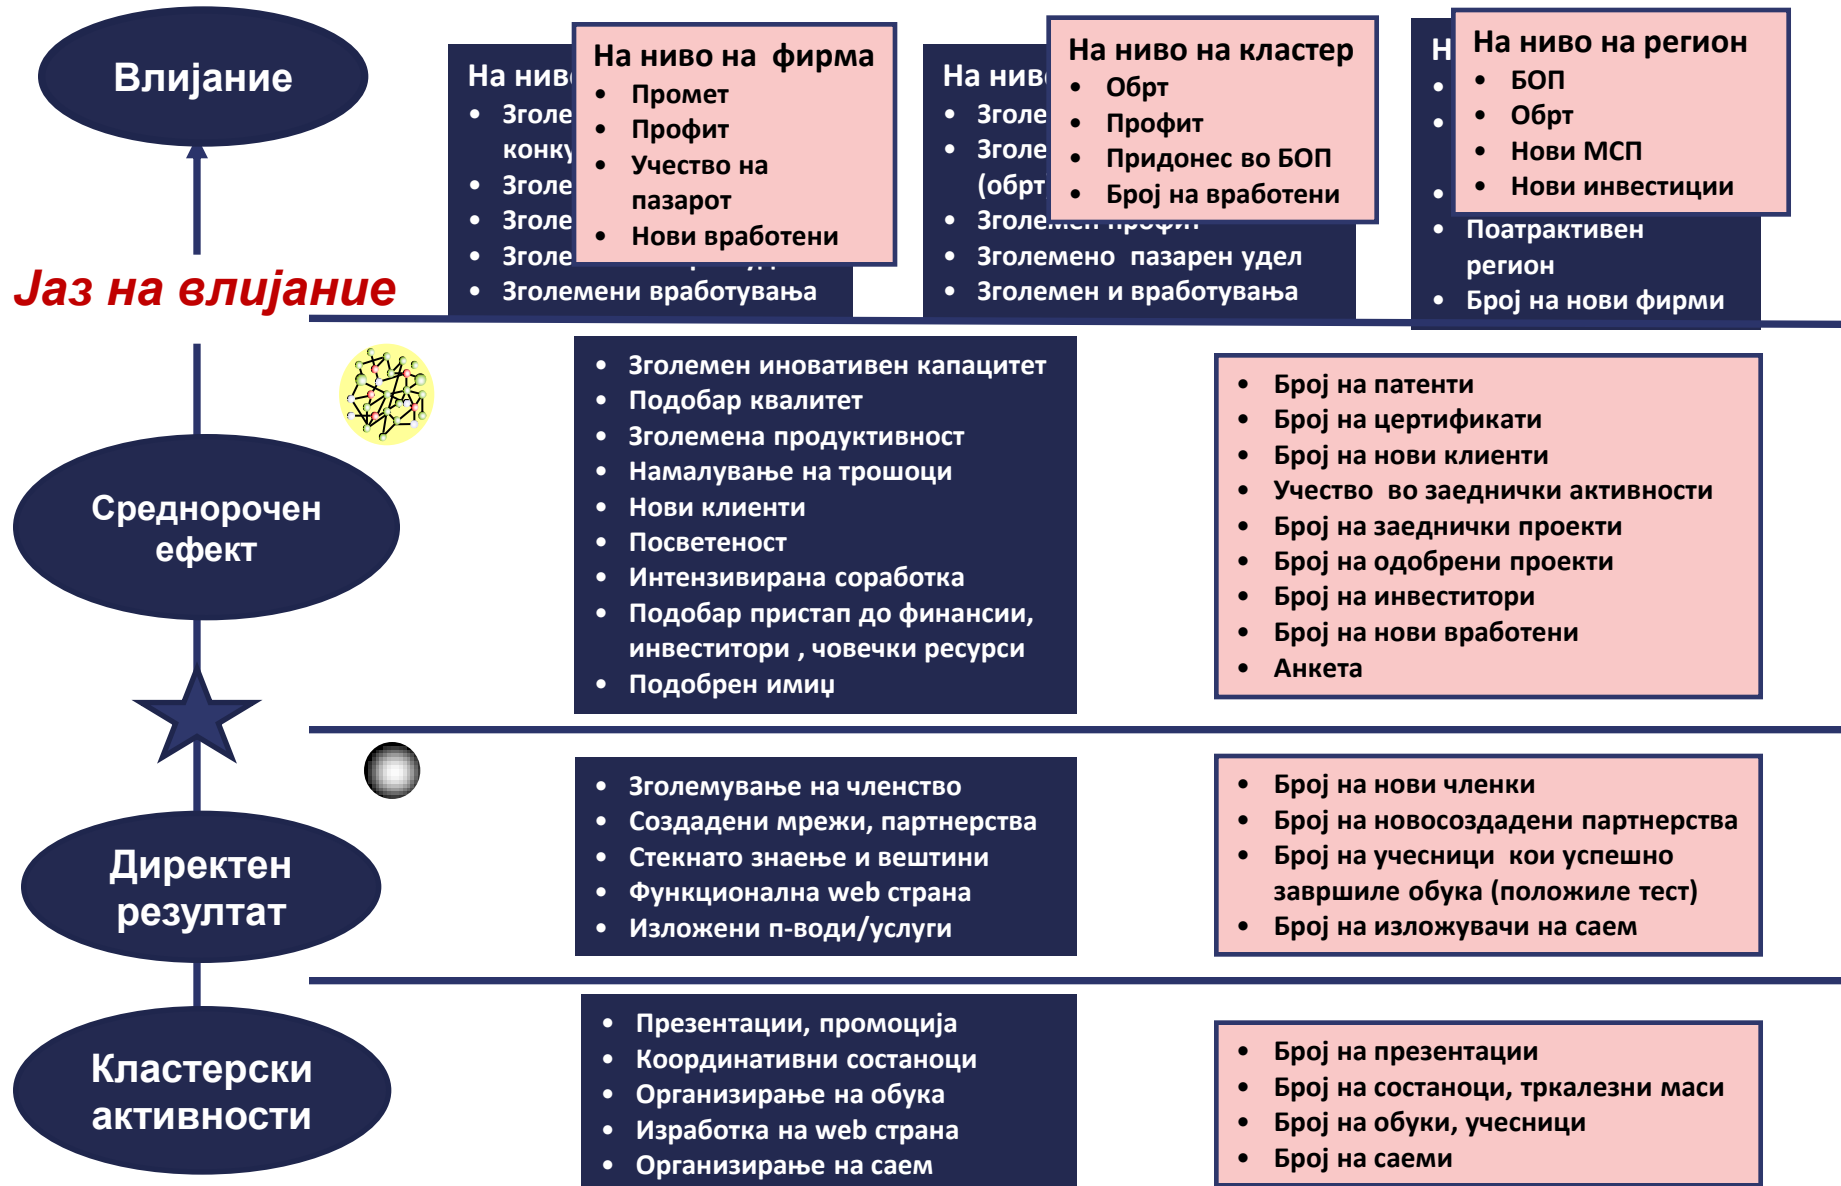 Влијание
На ниво
• Зголе
конку
• Зголе
• Зголе
• Зголе
• Зголемени вработувања
На ниво на  фирма
• Промет
• Профит
• Учество на
пазарот
• Нови вработени
На ниво
• Зголе
• Зголе
(обрт
• Зголемен профит
• Зголемено  пазарен удел
• Зголемен и вработувања
На ниво на кластер
• Обрт
• Профит
• Придонес во БОП
• Број на вработени
• Поатрактивен
регион
• Број на нови фирми
На ниво на регион
• БОП
• Обрт
• Нови МСП
• Нови инвестиции
Јаз на влијание
Среднорочен
ефект
• Зголемен иновативен капацитет
• Подобар квалитет
• Зголемена продуктивност
• Намалување на трошоци
• Нови клиенти
• Посветеност
• Интензивирана соработка
• Подобар пристап до финансии,
инвеститори , човечки ресурси
• Подобрен имиџ
• Број на патенти
• Број на цертификати
• Број на нови клиенти
• Учество  во заеднички активности
• Број на заеднички проекти
• Број на одобрени проекти
• Број на инвеститори
• Број на нови вработени
• Анкета
Директен
резултат
• Зголемување на членство
• Создадени мрежи, партнерства
• Стекнато знаење и вештини
• Функционална web страна
• Изложени п-води/услуги
• Број на нови членки
• Број на новосоздадени партнерства
• Број на учесници  кои успешно
завршиле обука (положиле тест)
• Број на изложувачи на саем
Кластерски
активности
• Презентации, промоција
• Координативни состаноци
• Организирање на обука
• Изработка на web страна
• Организирање на саем
• Број на презентации
• Број на состаноци, тркалезни маси
• Број на обуки, учесници
• Број на саеми